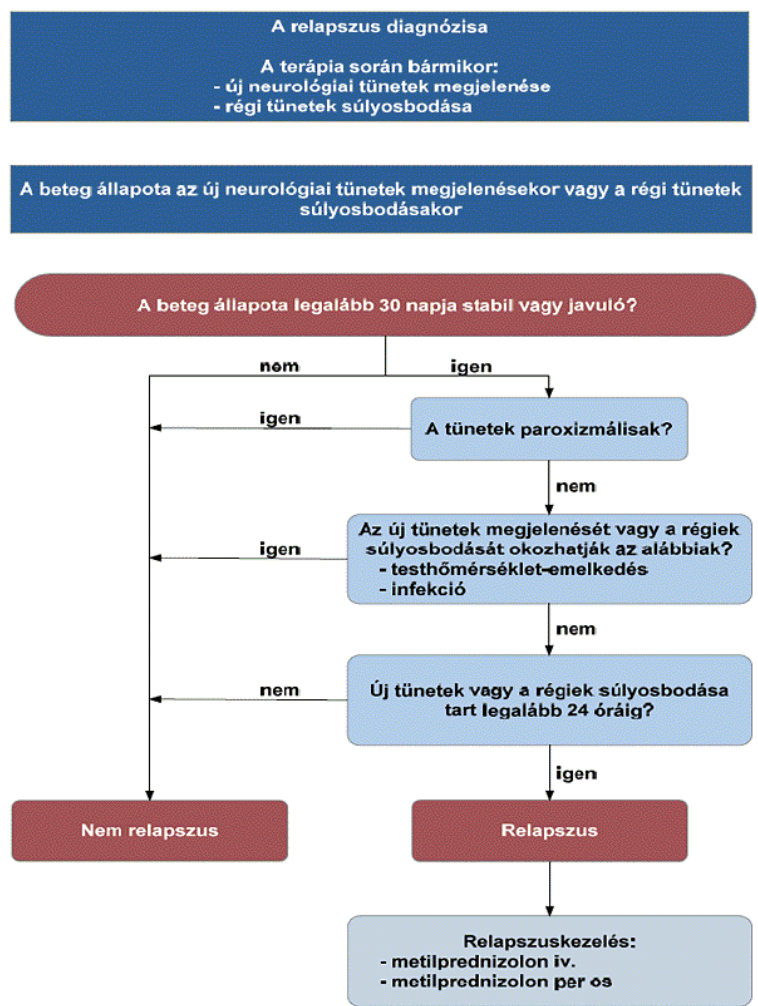 A relapszus diagnózisa
A terápia során bármikor:
- új neurológiai tünetek megjelenése
- régi tünetek súlyosbodása
A beteg állapota az új neurológiai tünetek megjelenésekor vagy a régi tünetek
súlyosbodásakor
A beteg állapota legalább 30 napja stabil vagy javuló?
nem
igen
igen
A tünetek paroxizmálisak?
nem
Az új tünetek megjelenését vagy a régiek
súlyosbodását okozhatják az alábbiak?
- testhőmérséklet-emelkedés
- infekció
igen
nem
Új tünetek vagy a régiek súlyosbodása
tart legalább 24 óráig?
nem
igen
Nem relapszus
Relapszus
Relapszuskezelés:
- metilprednizolon iv.
- metilprednizolon per os